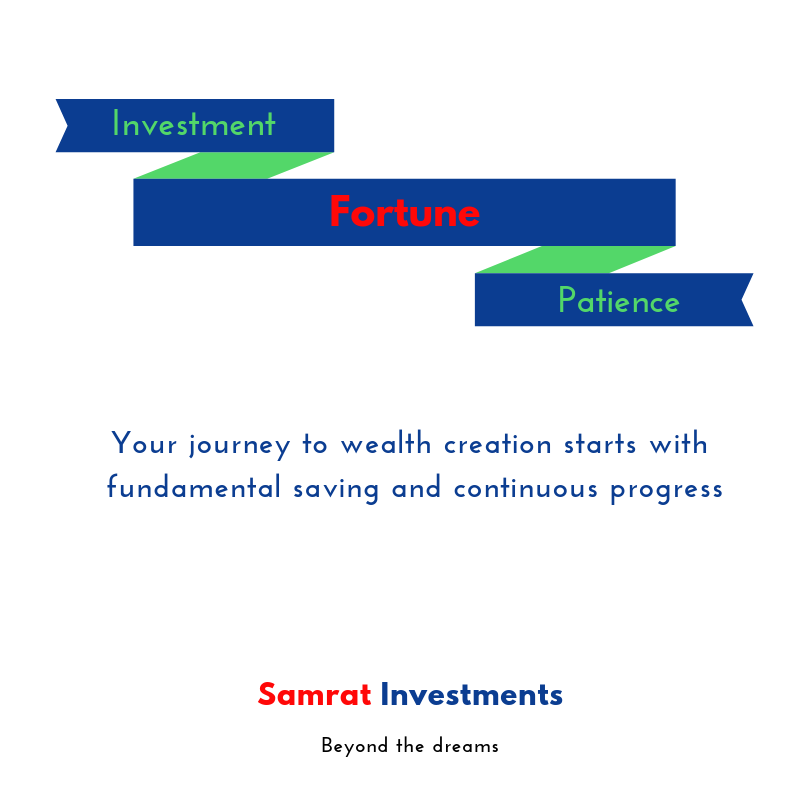 Investment
Fortune
Patience
Your journey to wealth creation starts with
fundamental saving and continuous progress
Samrat Investments
Beyond the dreams